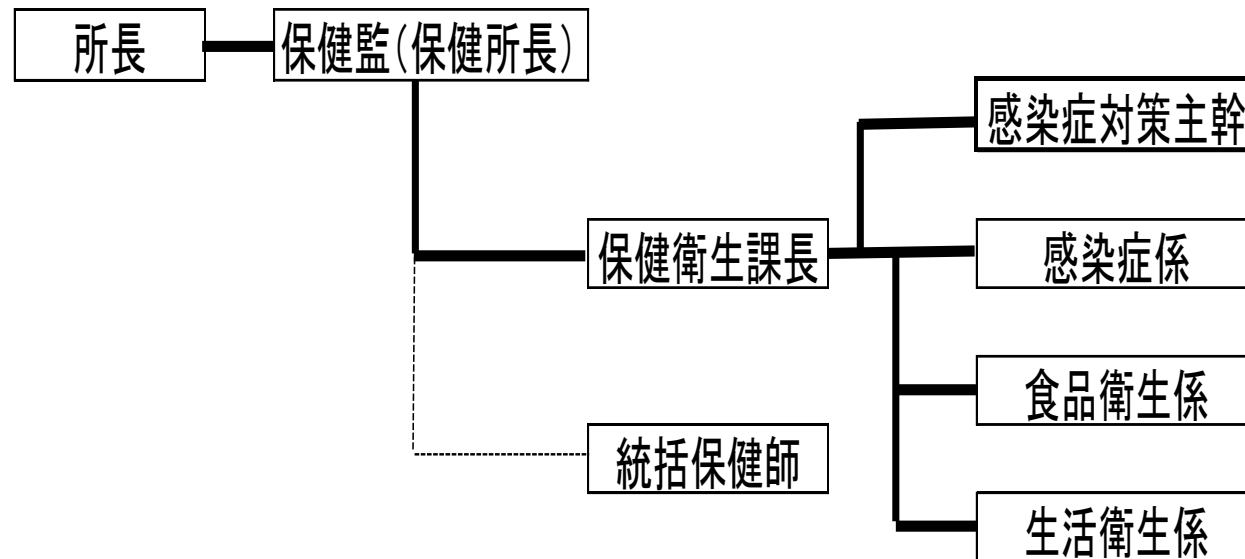 所長
保健監(保健所長)
感染症対策主幹
保健衛生課長
感染症係
食品衛生係
統括保健師
生活衛生係